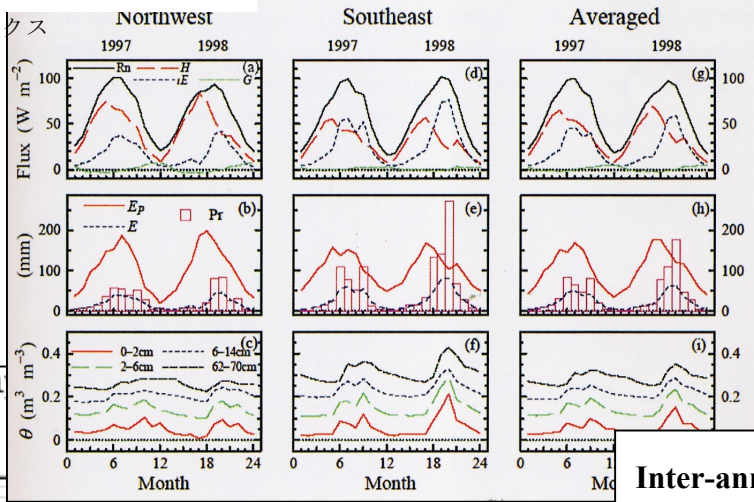 クス
Northwest Southeast Averaged
1997 1998 1997 1998 1997 1998
Flux (W m⁻²)
100
50
0
Rn H ιE G
(a) (d) (g)
100
50
0
(mm)
200
100
0
E_P Pr
E
(b) (e) (h)
200
100
0
θ (m³ m⁻³)
0.4
0.2
0
0–2cm 6–14cm
2–6cm 62–70cm
(c) (f) (i)
0.4
0.2
0 6 12 18 24 0 6 12 18 24 0 6
Month Month
Inter-ann